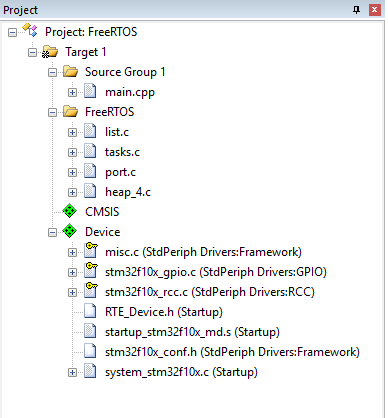 Project
Project: FreeRTOS
Target 1
Source Group 1
main.cpp
FreeRTOS
list.c
tasks.c
port.c
heap_4.c
CMSIS
Device
misc.c (StdPeriph Drivers:Framework)
stm32f10x_gpio.c (StdPeriph Drivers:GPIO)
stm32f10x_rcc.c (StdPeriph Drivers:RCC)
RTE_Device.h (Startup)
startup_stm32f10x_md.s (Startup)
stm32f10x_conf.h (StdPeriph Drivers:Framework)
system_stm32f10x.c (Startup)